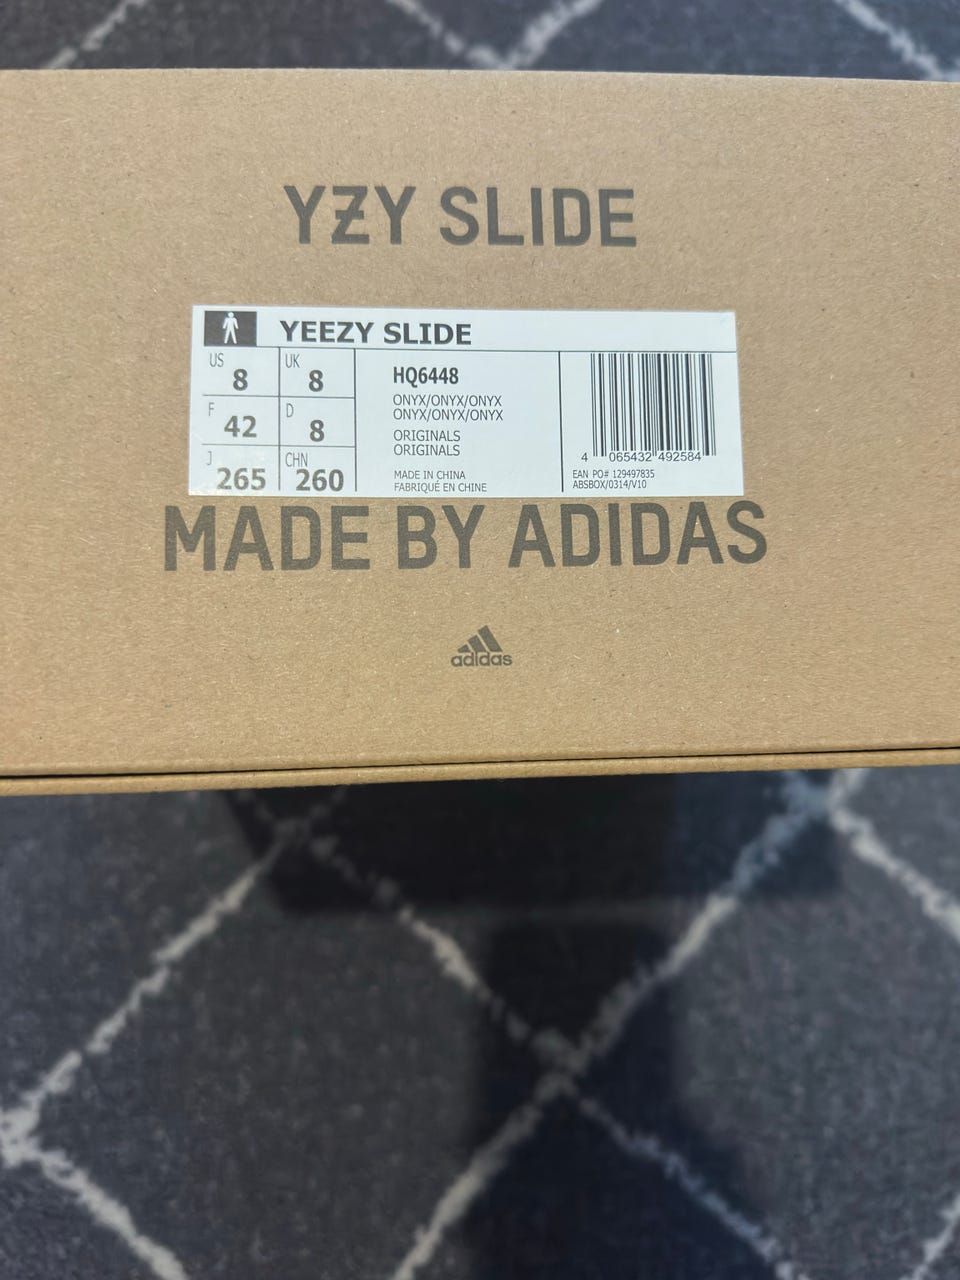 YZY SLIDE
YEEZY SLIDE
US 8 UK 8
F 42 D 8
J 265 CHN 260
HQ6448
ONYX/ONYX/ONYX
ONYX/ONYX/ONYX
ORIGINALS
ORIGINALS
MADE IN CHINA
FABRIQUÉ EN CHINE
4 065432 492584
EAN PO# 129497835
ABSBOX/0314/V10
MADE BY ADIDAS
adidas